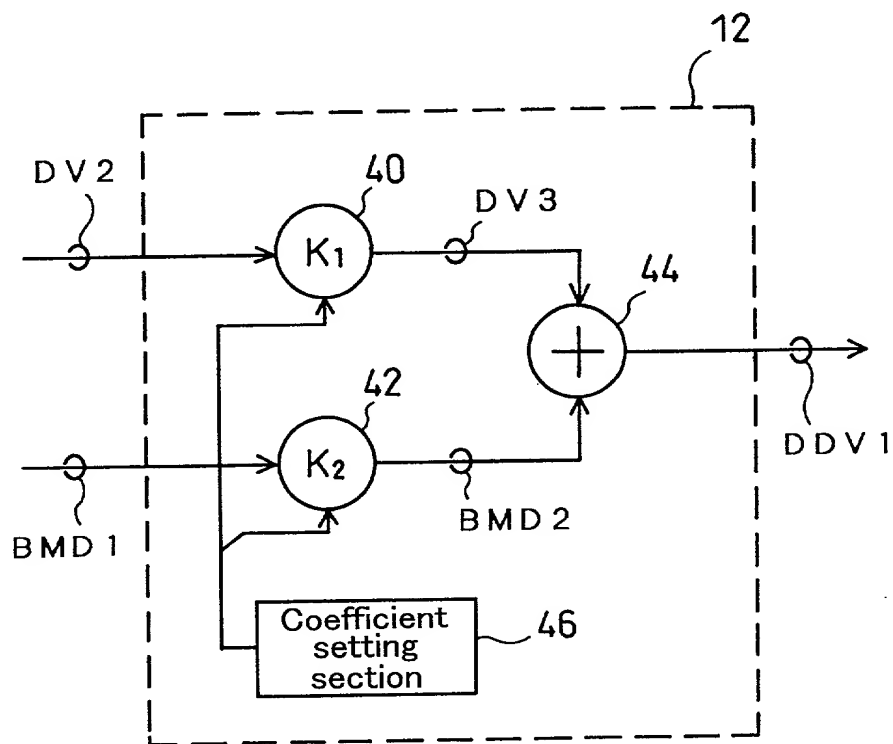 12
DV2
40
DV3
K₁
44
+
42
DDV1
K₂
BMD1
BMD2
Coefficient
setting
section
46